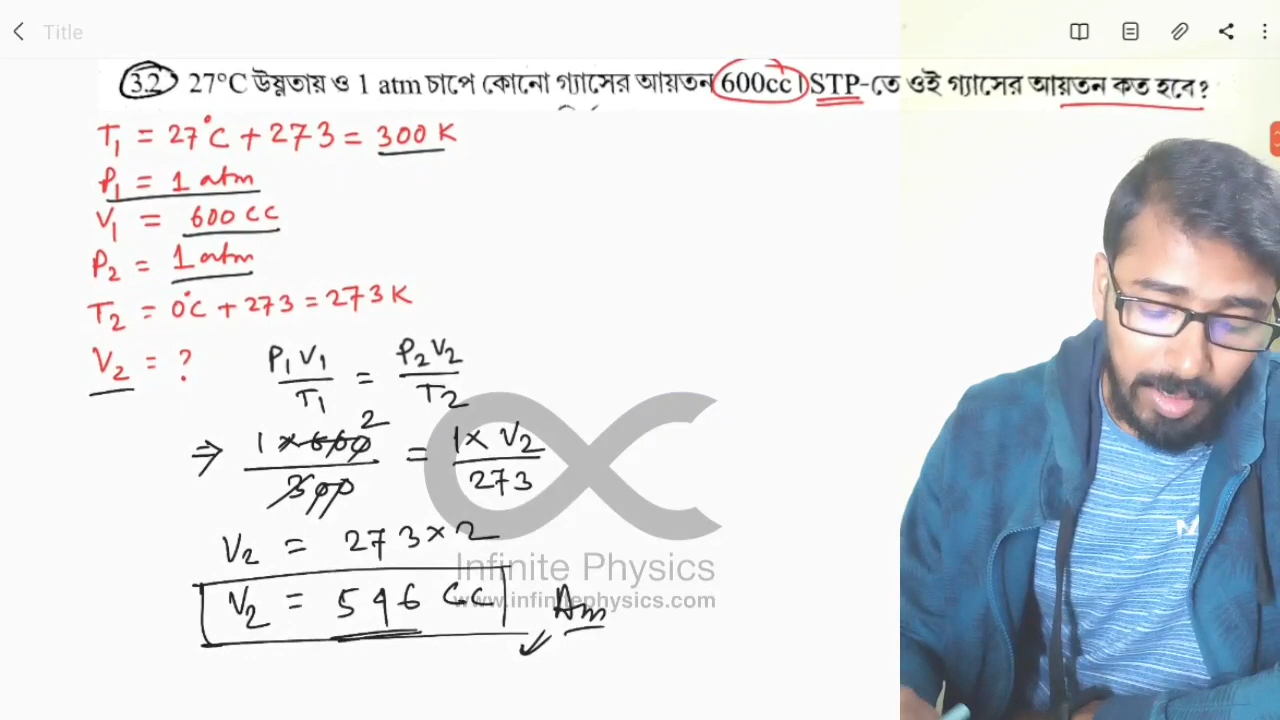 Title
3.2 27°C উষ্ণতায় ও 1 atm চাপে কোনো গ্যাসের আয়তন 600cc। STP-তে ওই গ্যাসের আয়তন কত হবে?
T₁ = 27°C + 273 = 300 K
P₁ = 1 atm
V₁ = 600 CC
P₂ = 1 atm
T₂ = 0°C + 273 = 273 K
V₂ = ? P₁V₁/T₁ = P₂V₂/T₂
⇒ 1 × 600 2/300 = 1 × V₂/273
V₂ = 273 × 2
V₂ = 546 CC Ans
Infinite Physics
www.infinitephysics.com